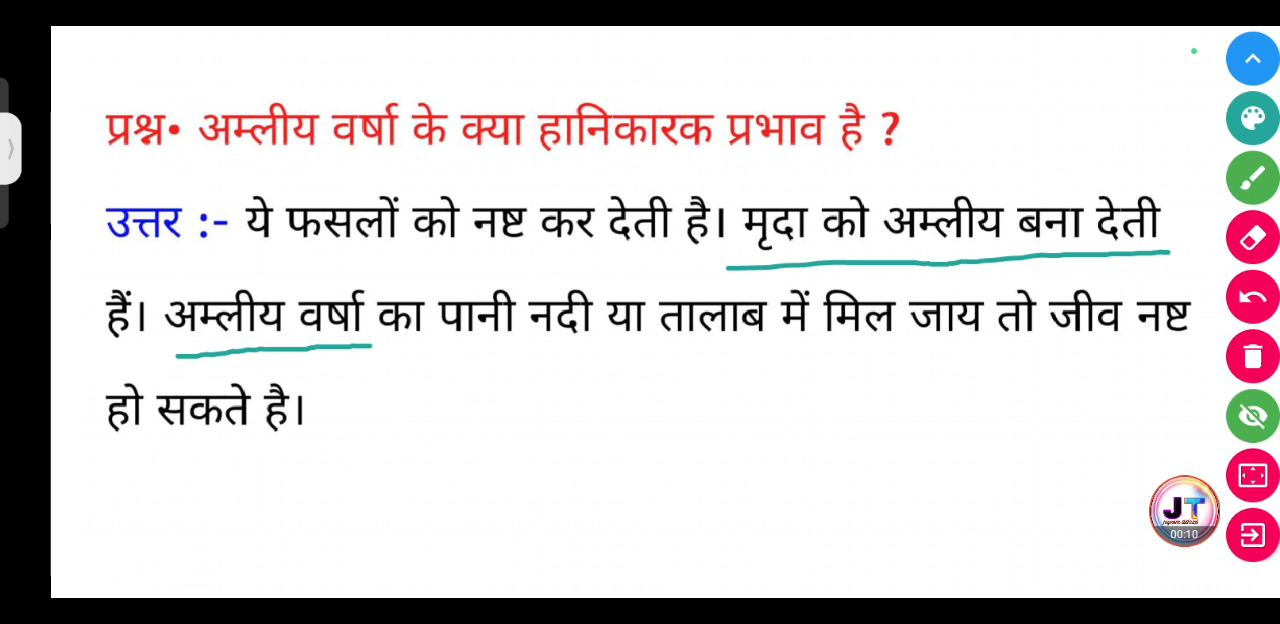 प्रश्न• अम्लीय वर्षा के क्या हानिकारक प्रभाव है ?
उत्तर :- ये फसलों को नष्ट कर देती है। मृदा को अम्लीय बना देती
हैं। अम्लीय वर्षा का पानी नदी या तालाब में मिल जाय तो जीव नष्ट
हो सकते है।
JT
00:10